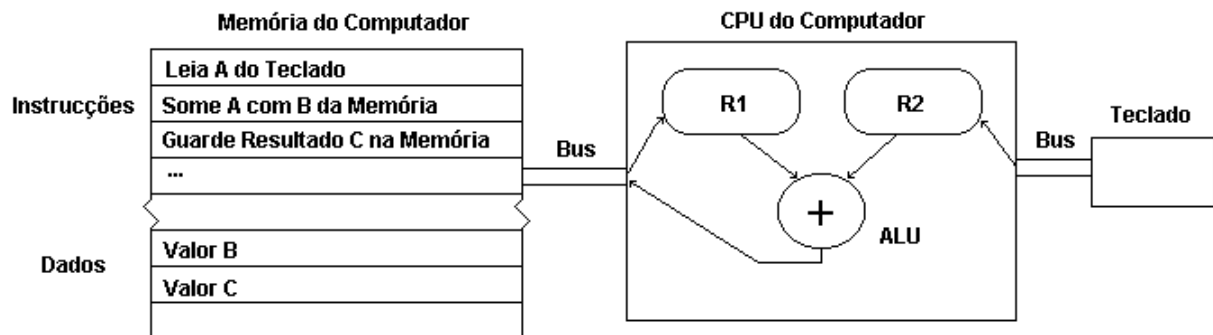 Memória do Computador
CPU do Computador
Instrucções
Leia A do Teclado
Some A com B da Memória
Guarde Resultado C na Memória
...
Dados
Valor B
Valor C
Bus
R1
R2
+
ALU
Bus
Teclado